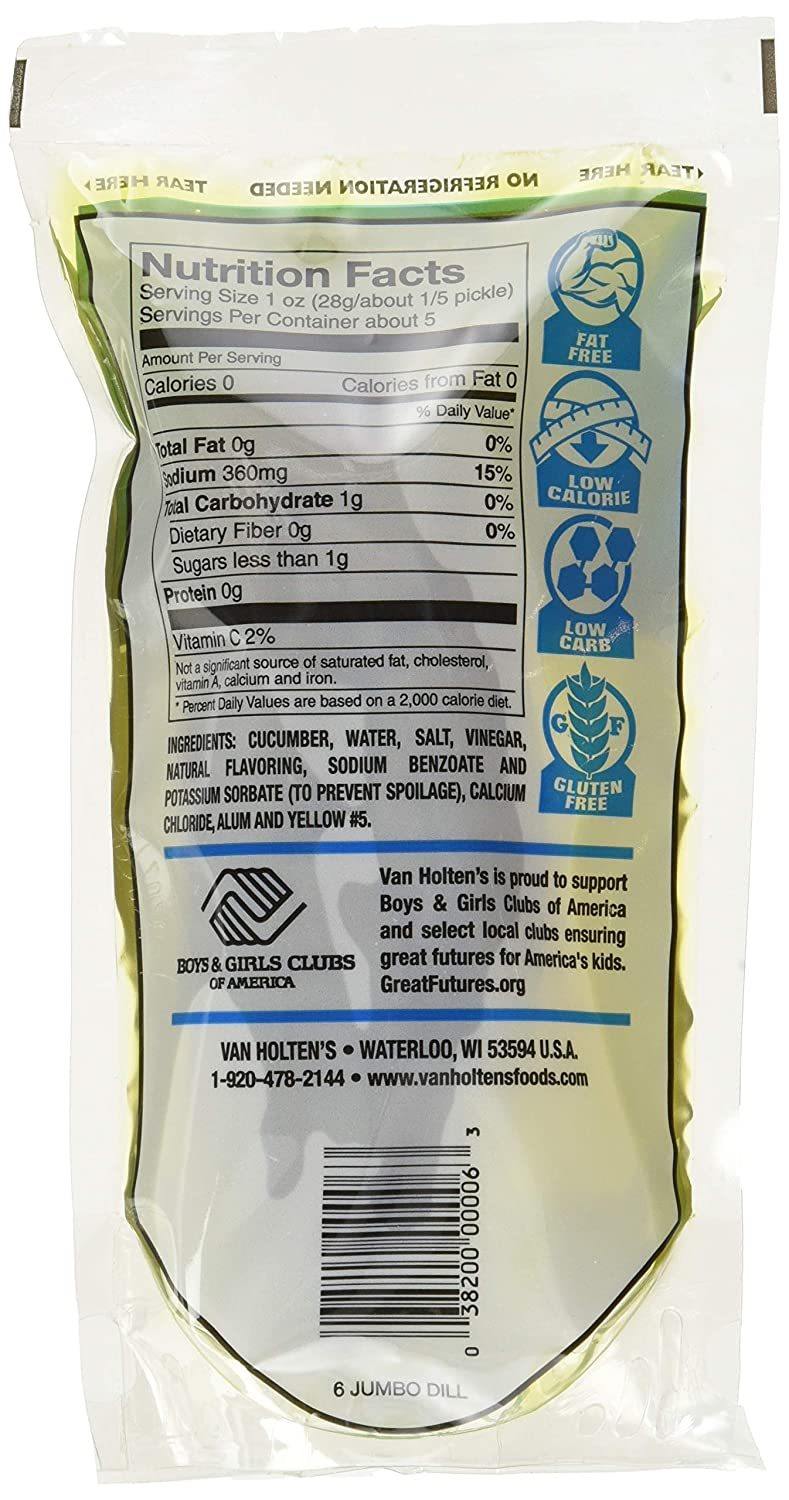 TEAR HERE
NO REFRIGERATION NEEDED
TEAR HERE
Nutrition Facts
Serving Size 1 oz (28g/about 1/5 pickle)
Servings Per Container about 5
Amount Per Serving
Calories 0 Calories from Fat 0
% Daily Value*
Total Fat 0g 0%
Sodium 360mg 15%
Total Carbohydrate 1g 0%
Dietary Fiber 0g 0%
Sugars less than 1g
Protein 0g
Vitamin C 2%
Not a significant source of saturated fat, cholesterol,
vitamin A, calcium and iron.
* Percent Daily Values are based on a 2,000 calorie diet.
FAT
FREE
LOW
CALORIE
LOW
CARB
G F
GLUTEN
FREE
INGREDIENTS: CUCUMBER, WATER, SALT, VINEGAR,
NATURAL FLAVORING, SODIUM BENZOATE AND
POTASSIUM SORBATE (TO PREVENT SPOILAGE), CALCIUM
CHLORIDE, ALUM AND YELLOW #5.
BOYS & GIRLS CLUBS
OF AMERICA
Van Holten's is proud to support
Boys & Girls Clubs of America
and select local clubs ensuring
great futures for America's kids.
GreatFutures.org
VAN HOLTEN'S • WATERLOO, WI 53594 U.S.A.
1-920-478-2144 • www.vanholtensfoods.com
0 38200 00006 3
6 JUMBO DILL